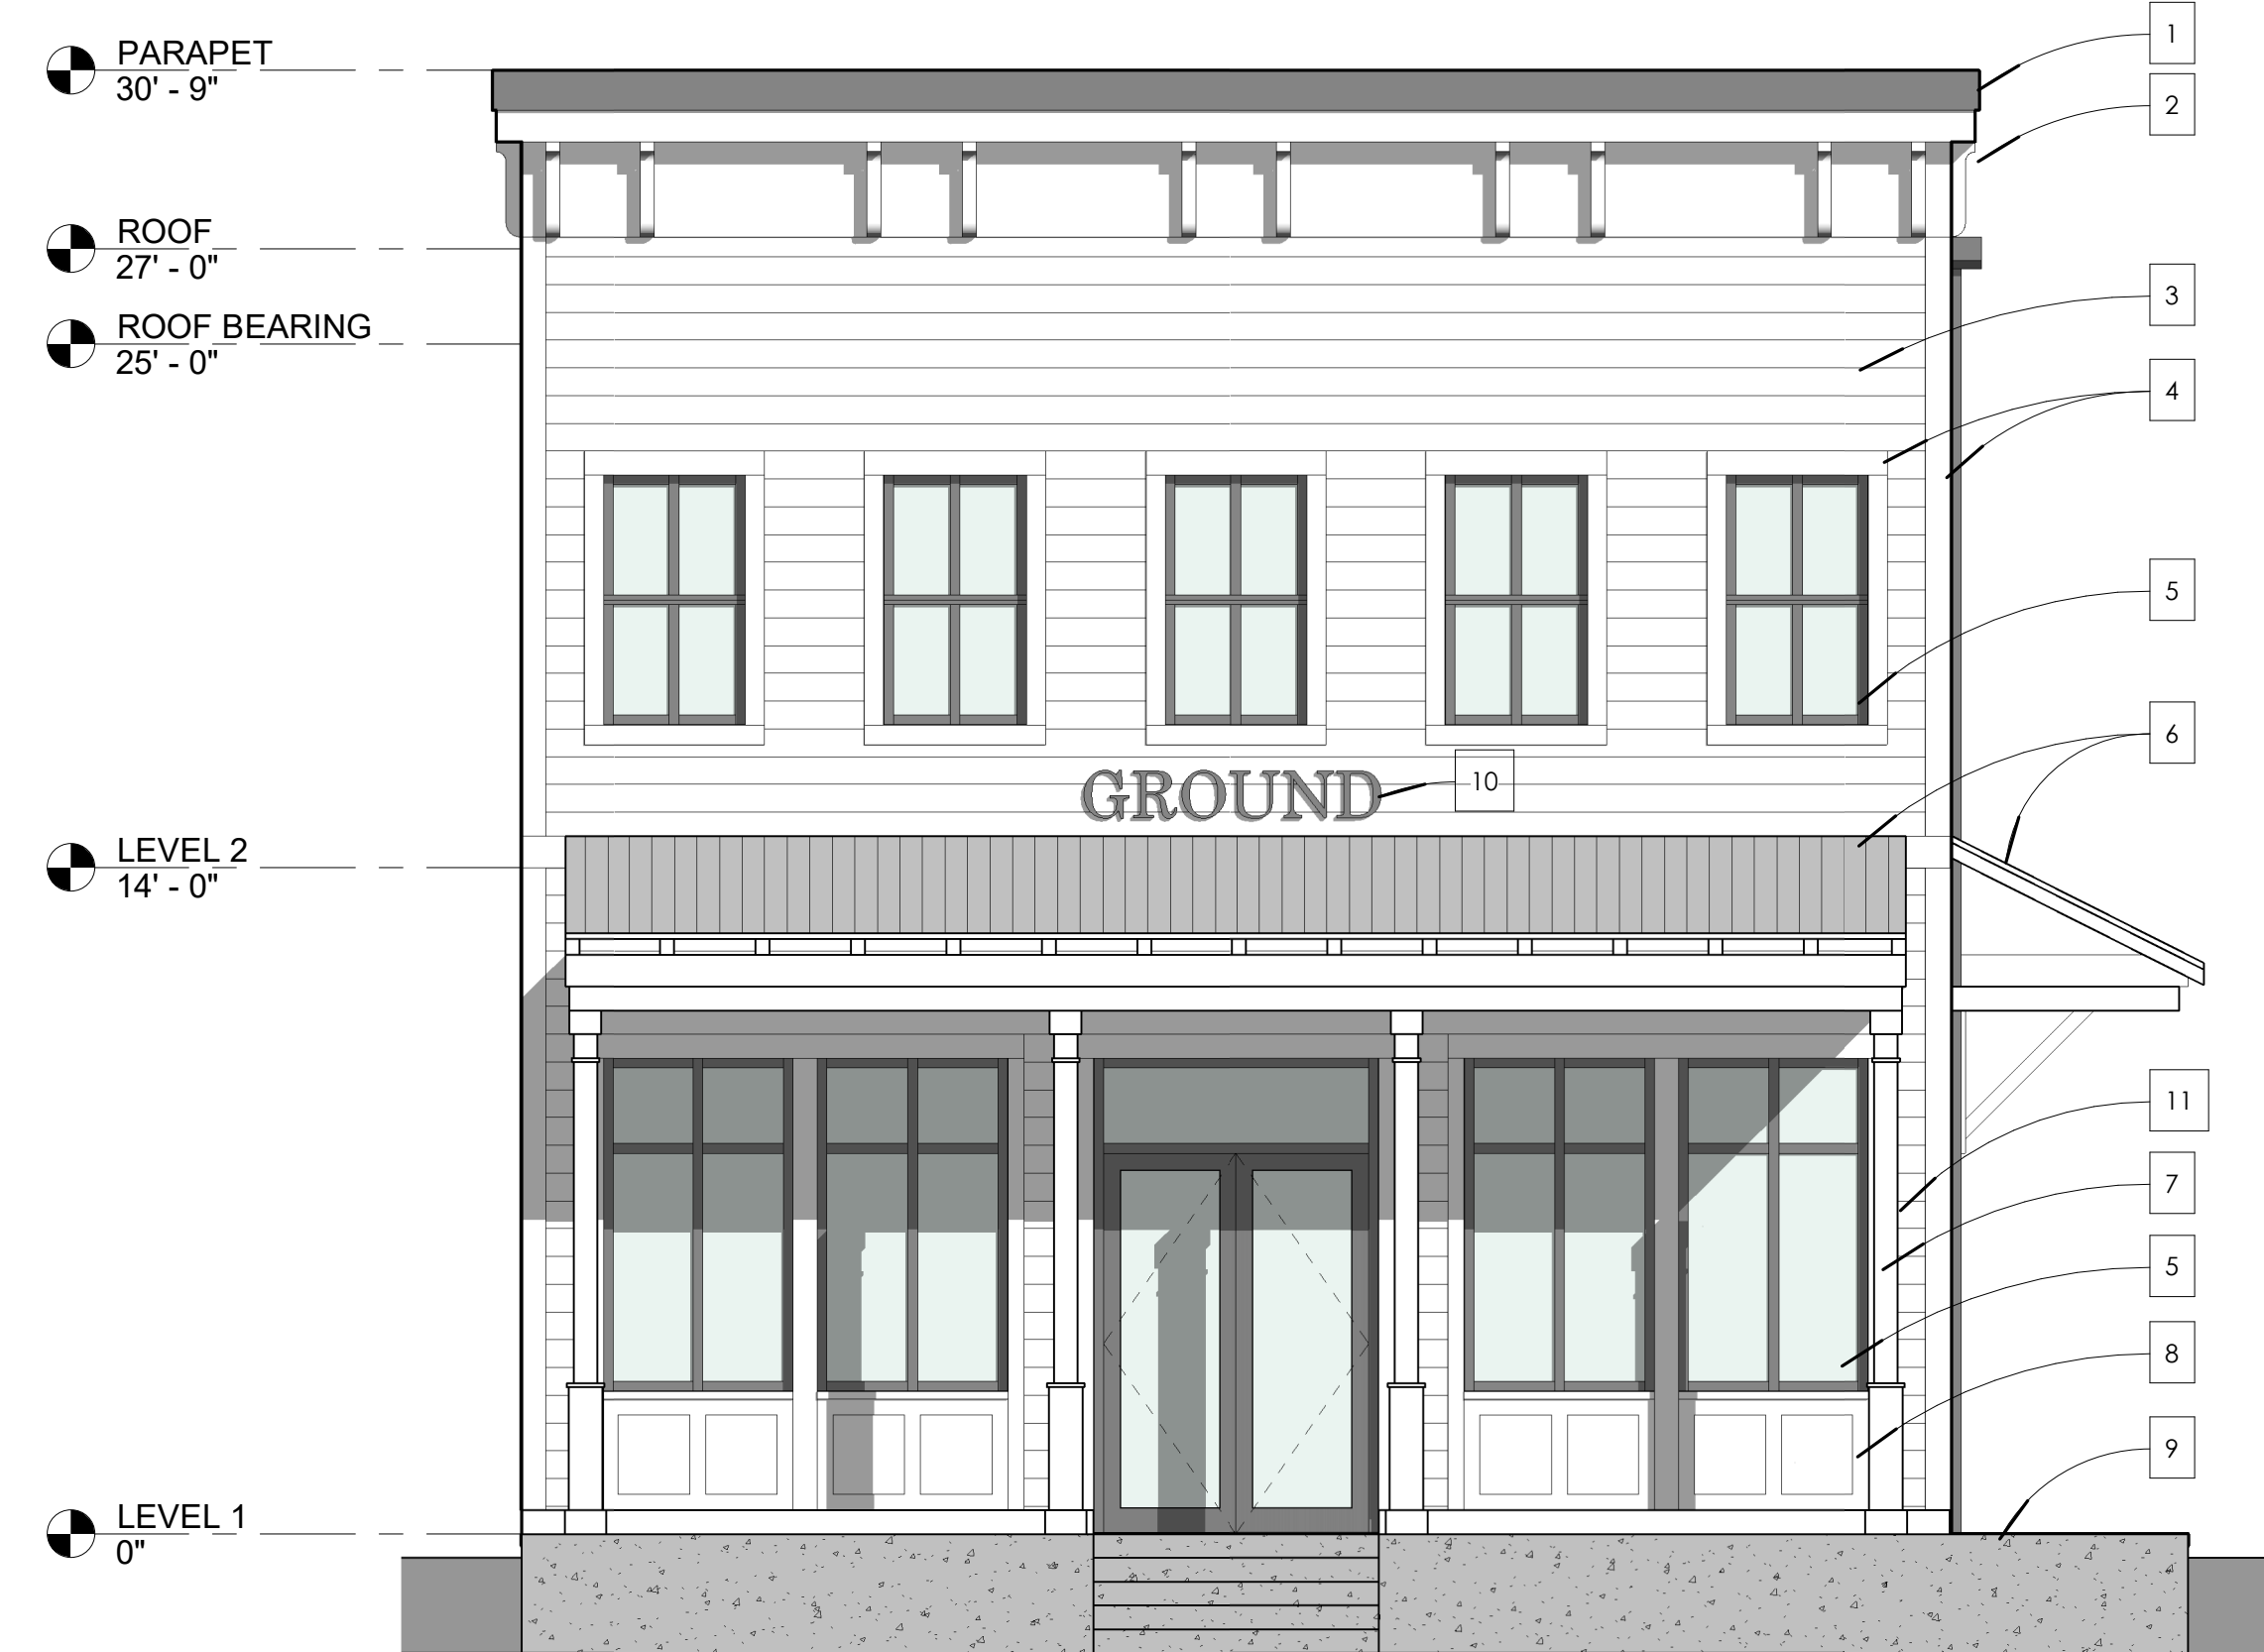 PARAPET
30' - 9"
1
2
ROOF
27' - 0"
3
ROOF BEARING
25' - 0"
4
5
6
GROUND
10
LEVEL 2
14' - 0"
11
7
5
8
9
LEVEL 1
0"